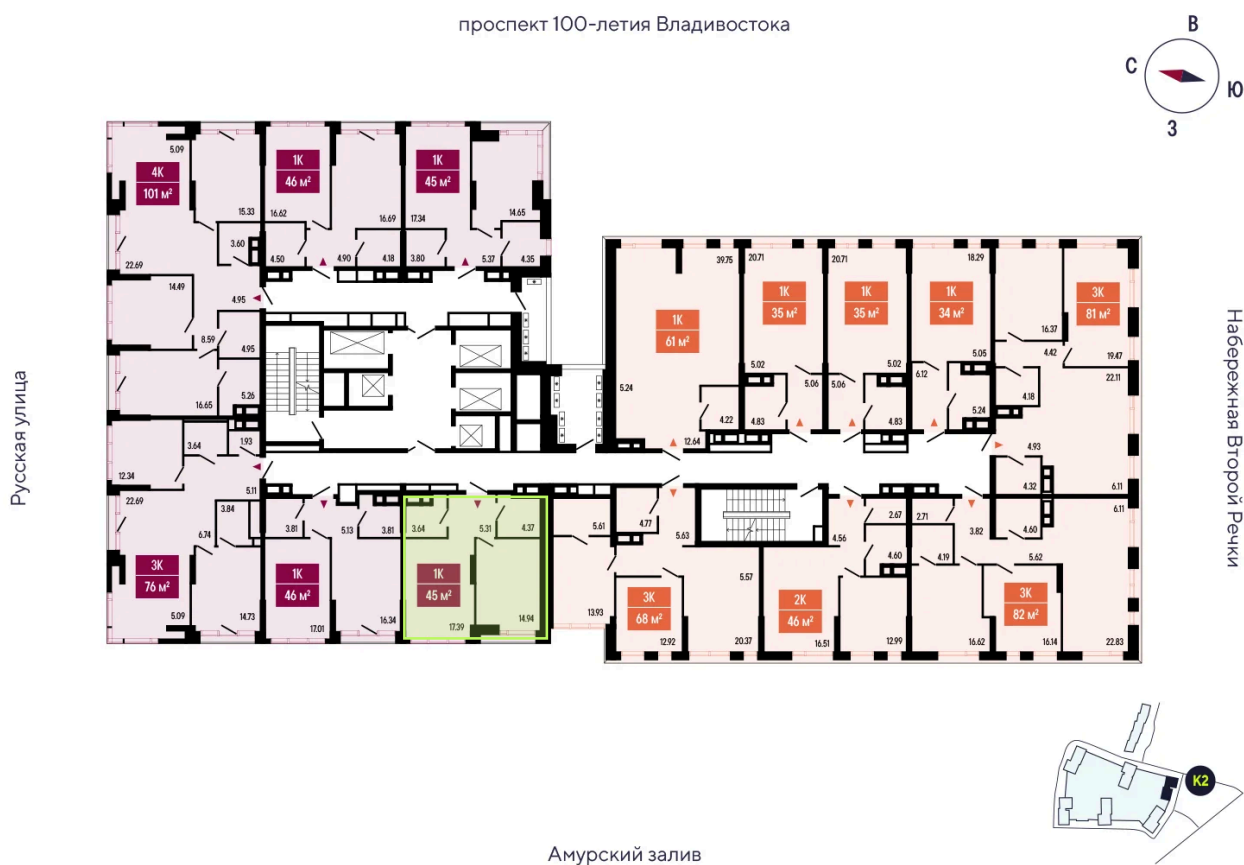 проспект 100-летия Владивостока
В
С
Ю
З
5.09
4К
101 м²
15.33
3.60
22.69
14.49
4.95
8.59
4.95
16.65
5.26
1К
46 м²
16.62
16.69
4.50
4.90
4.18
1К
45 м²
17.34
14.65
3.80
5.37
4.35
39.75
1К
61 м²
5.24
4.22
12.64
20.71
1К
35 м²
5.02
5.06
4.83
20.71
1К
35 м²
5.02
5.06
4.83
18.29
1К
34 м²
5.05
6.12
5.24
3К
81 м²
16.37
19.47
4.42
22.11
4.18
4.93
4.32
6.11
Русская улица
Набережная Второй Речки
3.64
1.93
12.34
22.69
5.11
3.84
6.74
3К
76 м²
5.09
14.73
3.81
5.13
3.81
1К
46 м²
17.01
16.34
3.64
5.31
4.37
1К
45 м²
17.39
14.94
5.61
4.77
5.63
5.57
3К
68 м²
13.93
12.92
20.37
2.67
4.56
4.60
2К
46 м²
16.51
12.99
2.71
3.82
4.60
6.11
4.19
5.62
3К
82 м²
16.62
16.14
22.83
К2
Амурский залив